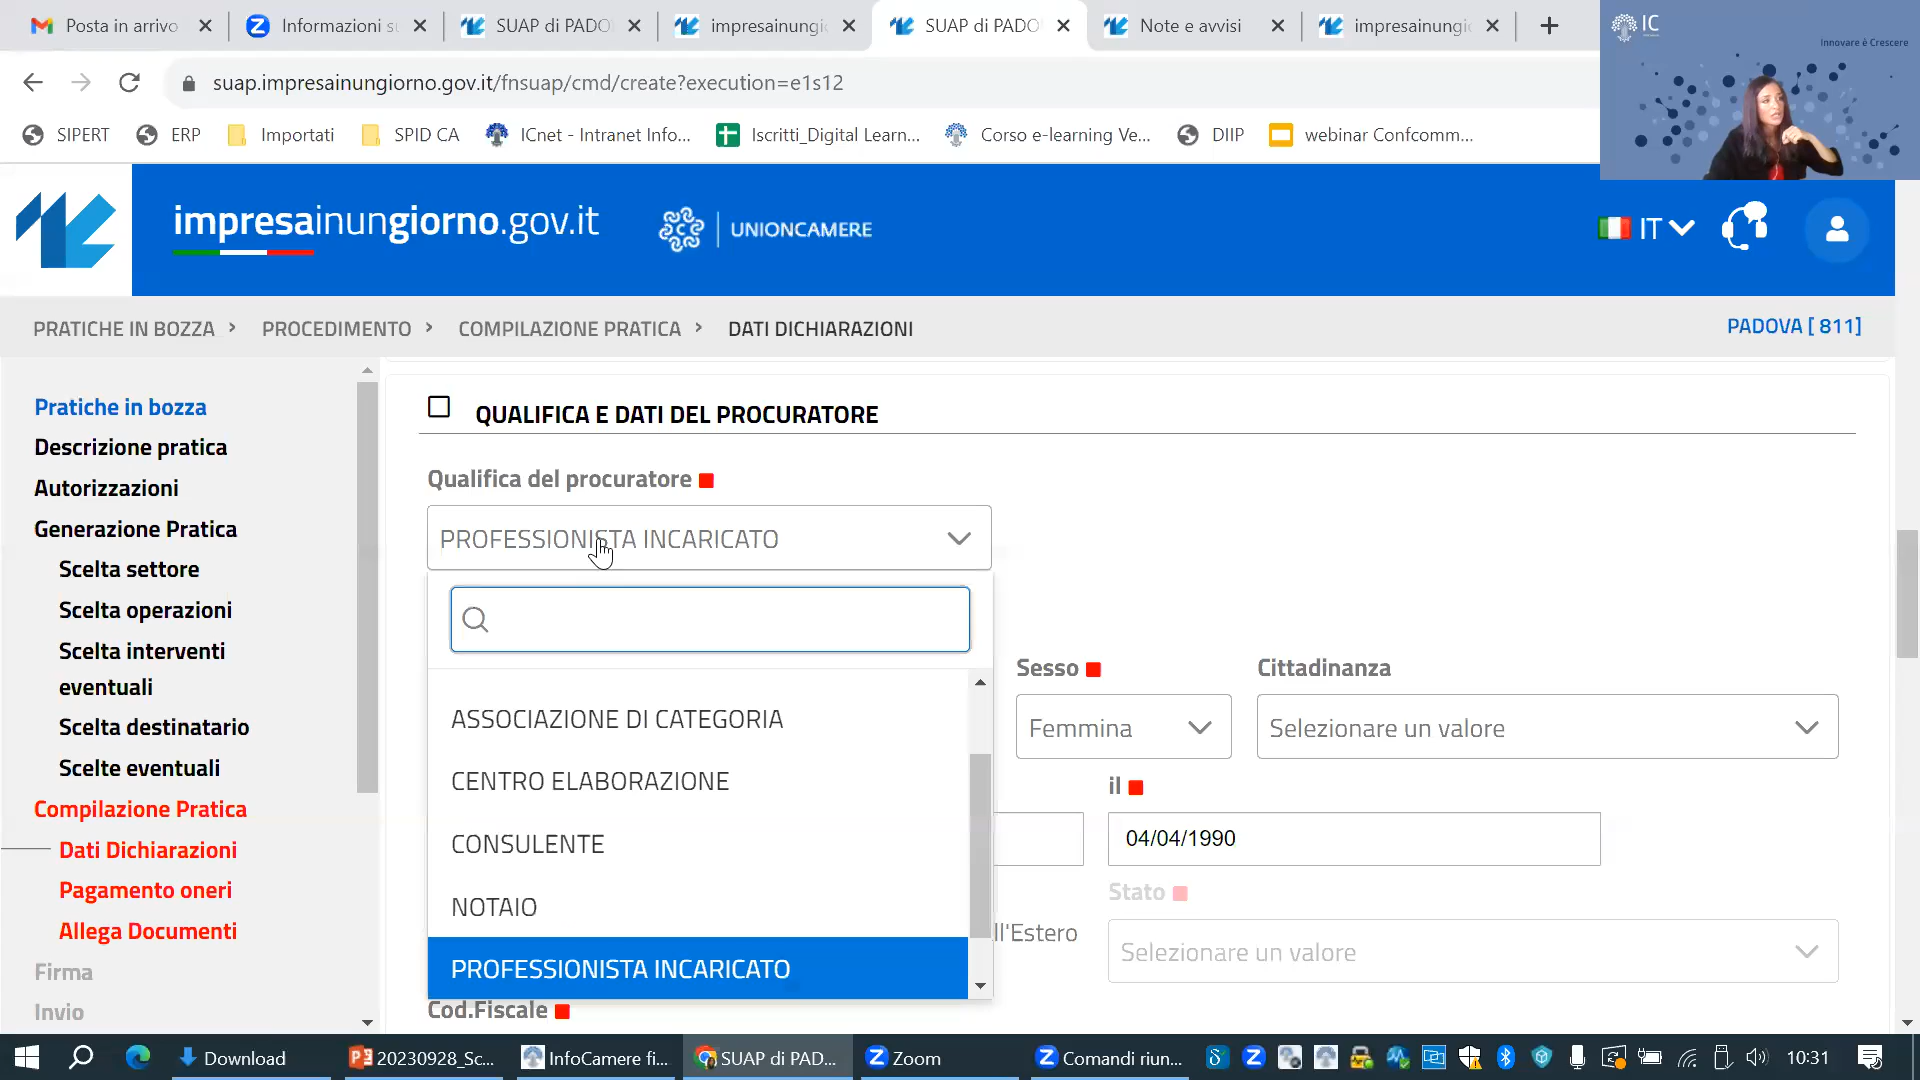 Posta in arrivo
Informazioni su
SUAP di PADO
impresainungio
SUAP di PADO
Note e avvisi
impresainungio
suap.impresainungiorno.gov.it/fnsuap/cmd/create?execution=e1s12
SIPERT
ERP
Importati
SPID CA
ICnet - Intranet Info...
Iscritti_Digital Learn...
Corso e-learning Ve...
DIIP
webinar Confcomm...
IC
Innovare è Crescere
impresainungiorno.gov.it
UNIONCAMERE
IT
PRATICHE IN BOZZA > PROCEDIMENTO > COMPILAZIONE PRATICA > DATI DICHIARAZIONI
PADOVA [ 811]
Pratiche in bozza
Descrizione pratica
Autorizzazioni
Generazione Pratica
Scelta settore
Scelta operazioni
Scelta interventi
eventuali
Scelta destinatario
Scelte eventuali
Compilazione Pratica
Dati Dichiarazioni
Pagamento oneri
Allega Documenti
Firma
Invio
QUALIFICA E DATI DEL PROCURATORE
Qualifica del procuratore
PROFESSIONISTA INCARICATO
ASSOCIAZIONE DI CATEGORIA
CENTRO ELABORAZIONE
CONSULENTE
NOTAIO
PROFESSIONISTA INCARICATO
Sesso
Femmina
Cittadinanza
Selezionare un valore
il
04/04/1990
ll'Estero
Stato
Selezionare un valore
Cod.Fiscale
Download
20230928_Sc...
InfoCamere fi...
SUAP di PAD...
Zoom
Comandi riun...
10:31